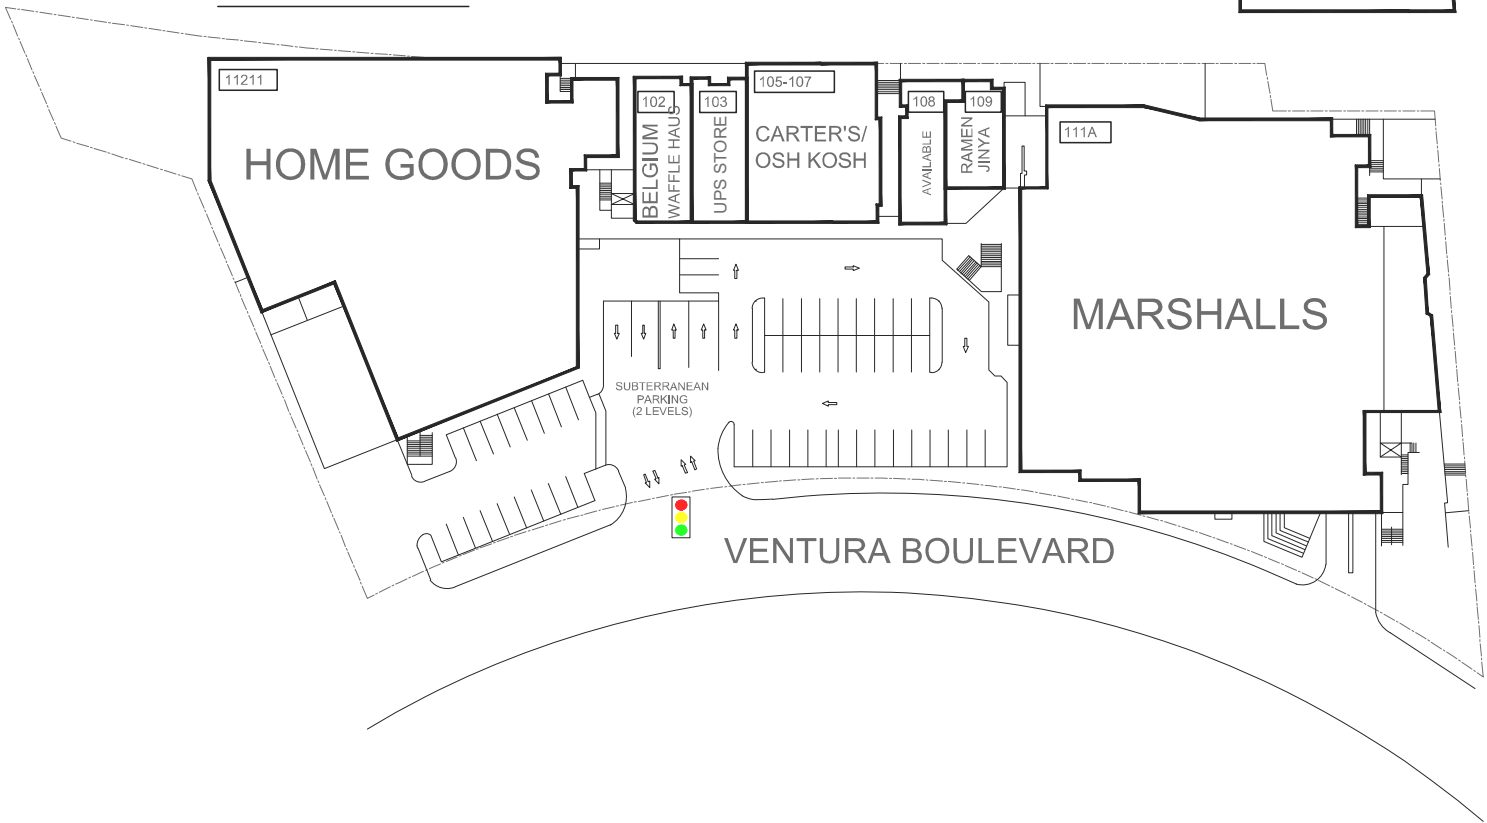 11211
HOME GOODS
102
BELGIUM
WAFFLE HAUS
103
UPS STORE
105-107
CARTER'S/
OSH KOSH
108
AVAILABLE
109
RAMEN
JINYA
111A
MARSHALLS
SUBTERRANEAN
PARKING
(2 LEVELS)
VENTURA BOULEVARD